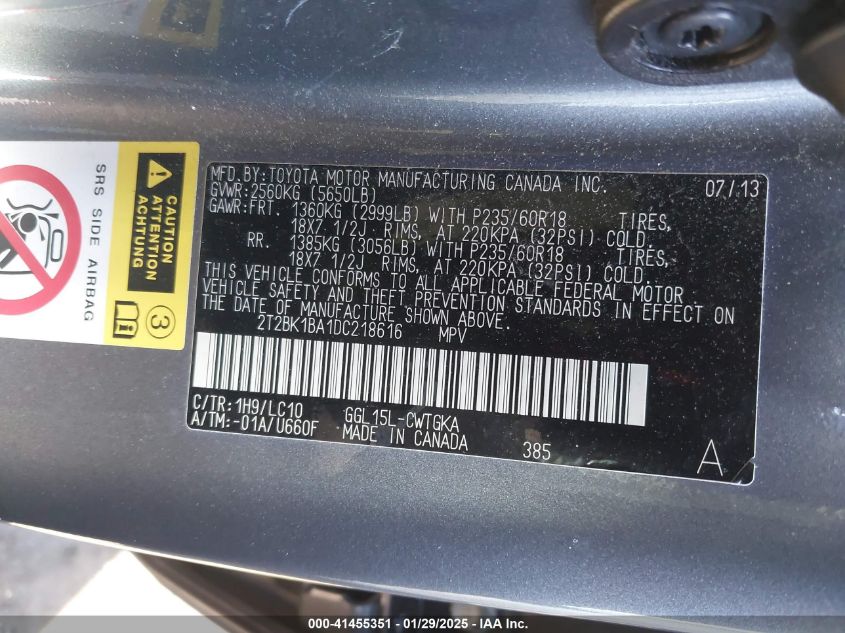 MFD.BY:TOYOTA MOTOR MANUFACTURING CANADA INC. 07/13
GVWR:2560KG (5650LB)
GAWR:FRT. 1360KG (2999LB) WITH P235/60R18 TIRES,
18X7 1/2J RIMS, AT 220KPA (32PSI) COLD.
RR. 1385KG (3056LB) WITH P235/60R18 TIRES,
18X7 1/2J RIMS, AT 220KPA (32PSI) COLD.
THIS VEHICLE CONFORMS TO ALL APPLICABLE FEDERAL MOTOR
VEHICLE SAFETY AND THEFT PREVENTION STANDARDS IN EFFECT ON
THE DATE OF MANUFACTURE SHOWN ABOVE.
2T2BK1BA1DC218616 MPV
C/TR:1H9/LC10 GGL15L-CWTGKA
A/TM:-01A/U660F MADE IN CANADA 385
A
SRS SIDE AIRBAG
CAUTION
ATTENTION
ACHTUNG
3
000-41455351 | 01/29/2025 | IAAI.COM